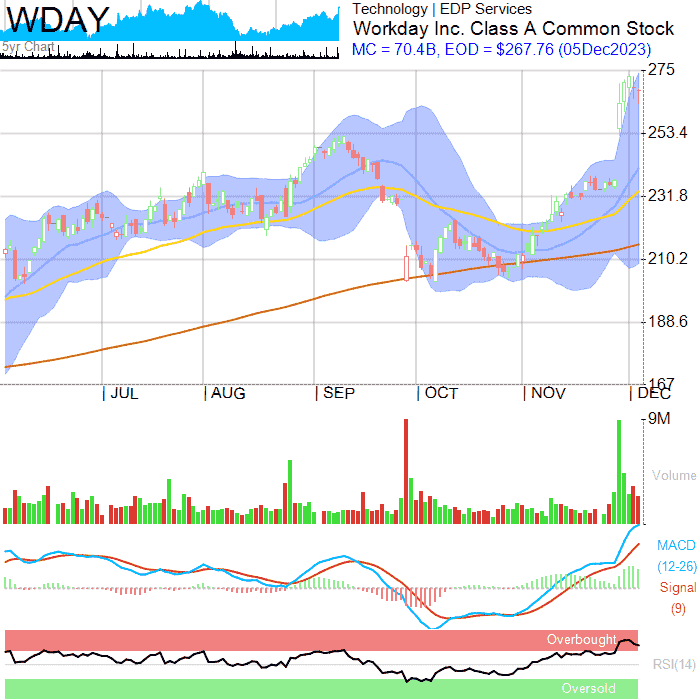 WDAY
5yr Chart
Technology | EDP Services
Workday Inc. Class A Common Stock
MC = 70.4B, EOD = $267.76 (05Dec2023)
275
253.4
231.8
210.2
188.6
167
| JUL | AUG | SEP | OCT | NOV | DEC
9M
Volume
MACD
(12-26)
Signal
(9)
Overbought
RSI(14)
Oversold